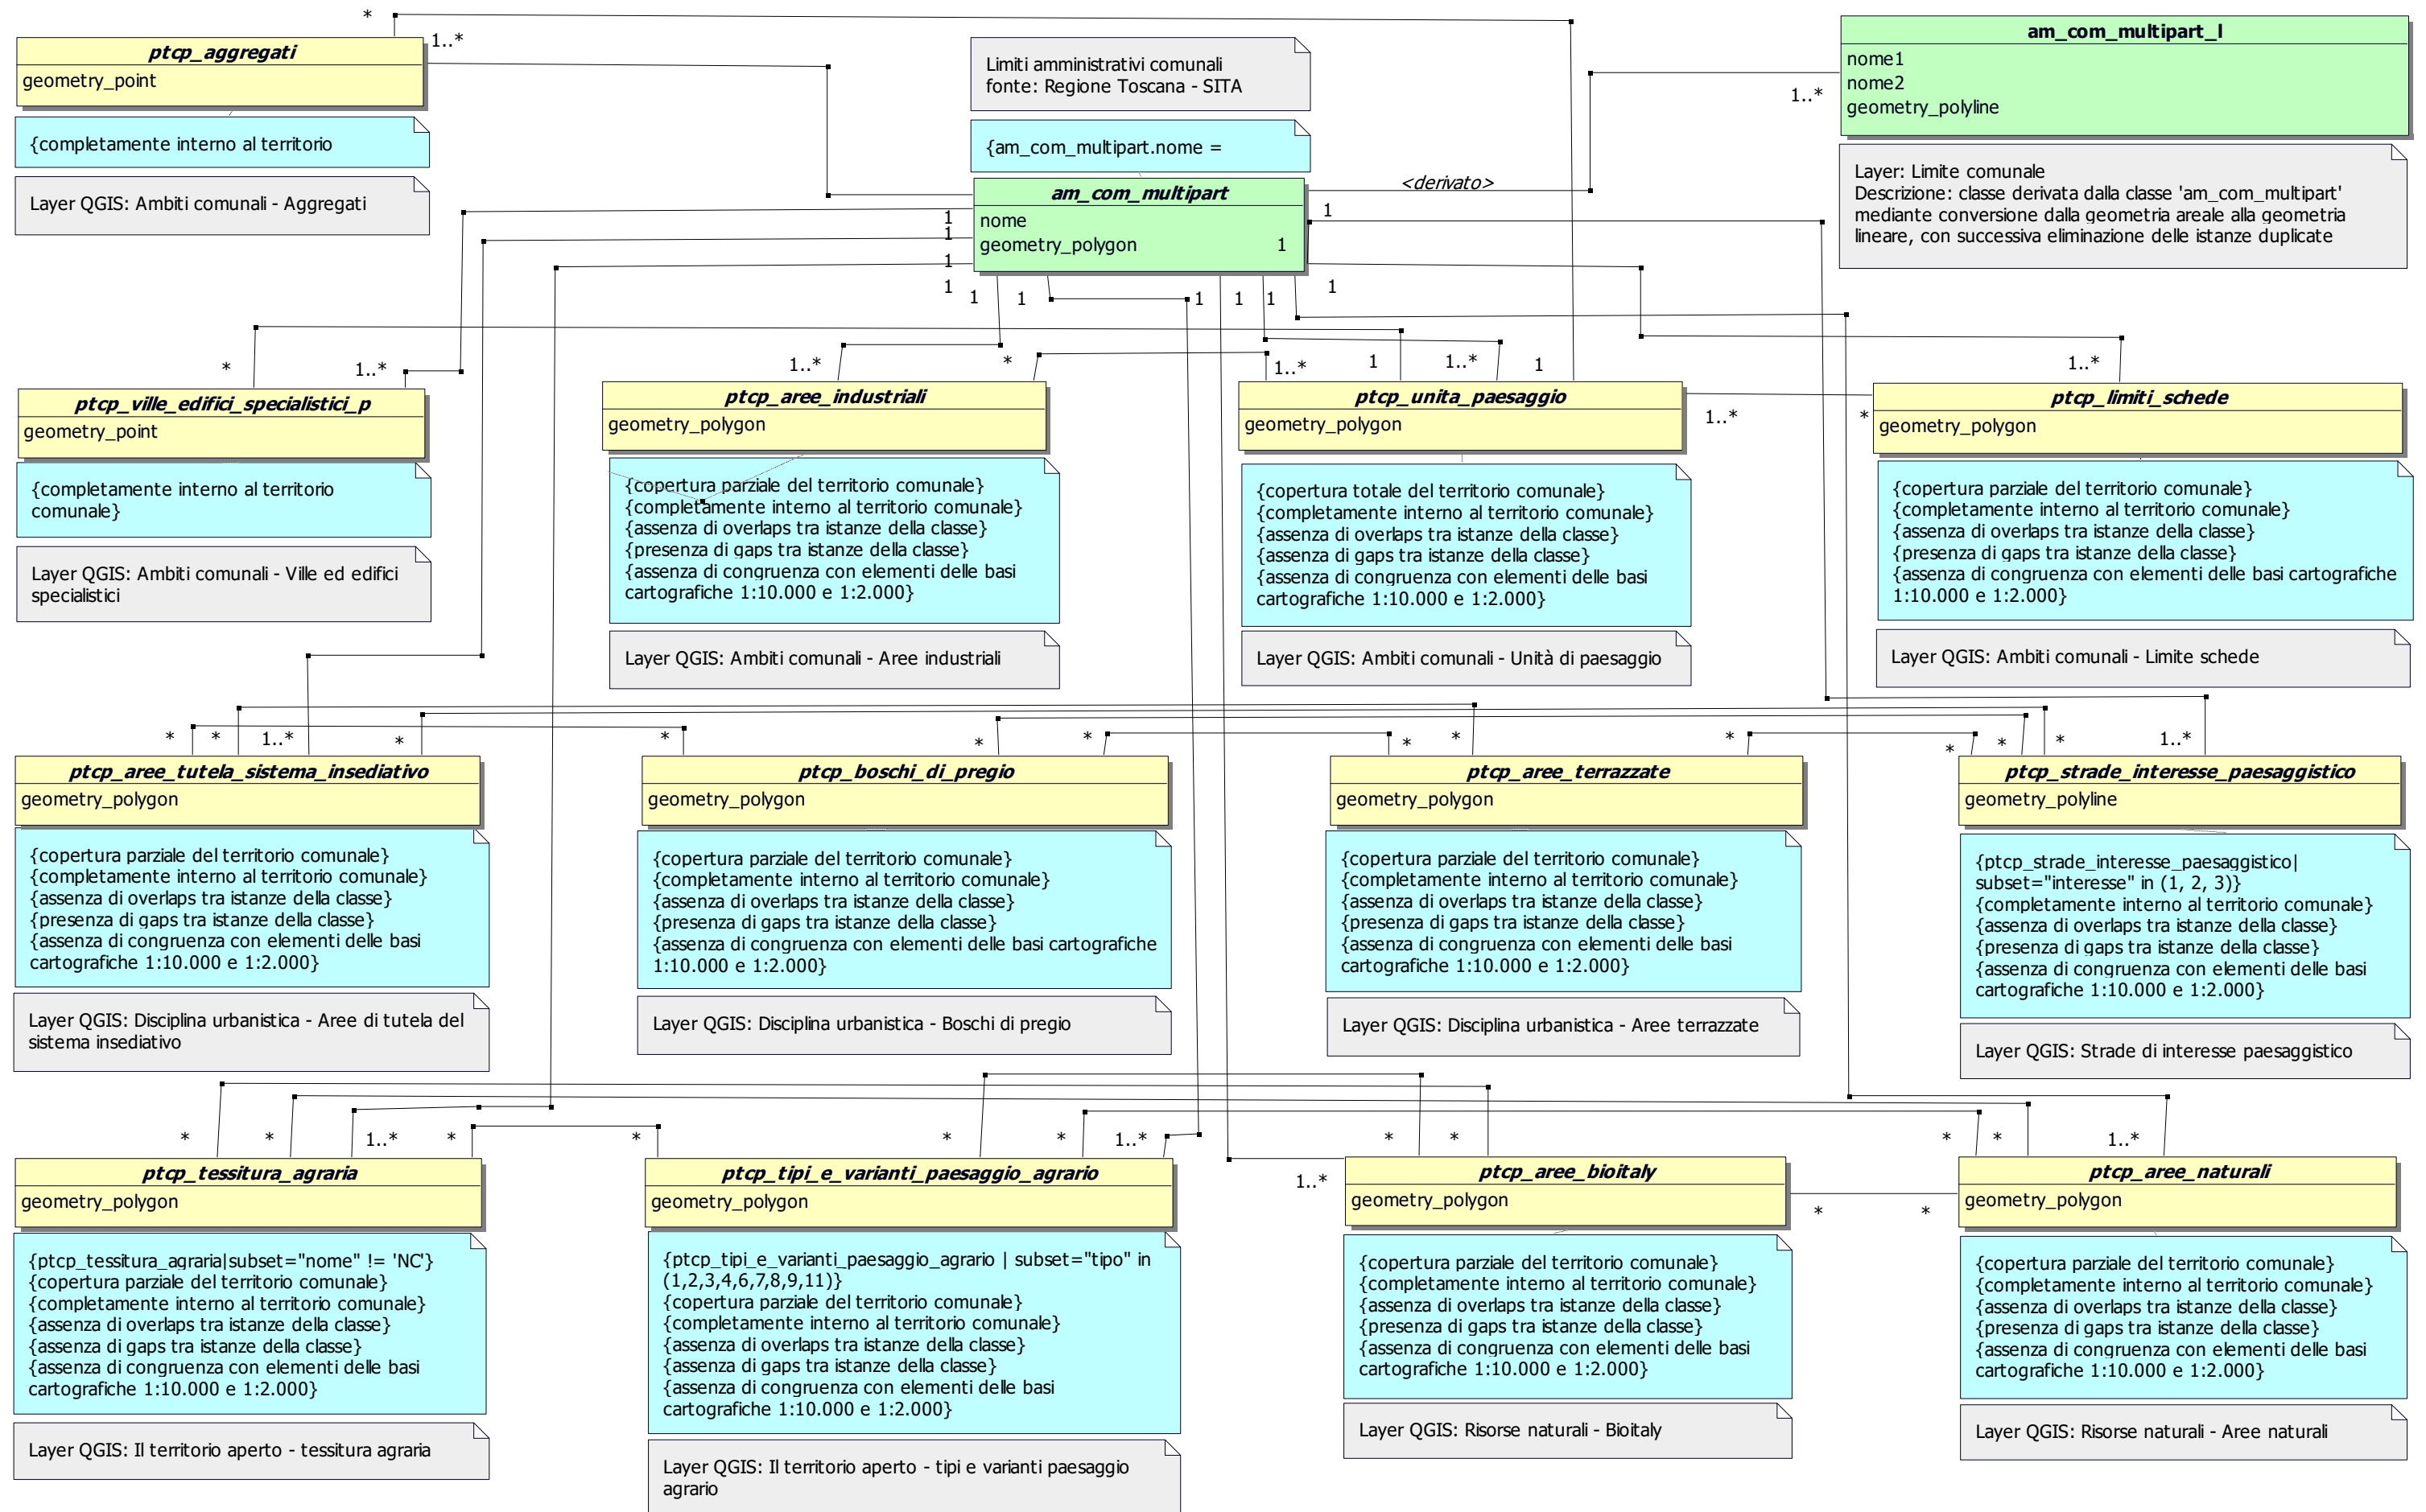 *
ptcp_aggregati
geometry_point
1..*
{completamente interno al territorio
Layer QGIS: Ambiti comunali - Aggregati
Limiti amministrativi comunali
fonte: Regione Toscana - SITA
{am_com_multipart.nome =
am_com_multipart
nome
geometry_polygon
1
<derivato>
1..*
am_com_multipart_l
nome1
nome2
geometry_polyline
Layer: Limite comunale
Descrizione: classe derivata dalla classe 'am_com_multipart'
mediante conversione dalla geometria areale alla geometria
lineare, con successiva eliminazione delle istanze duplicate
1
1
1
1
1
1
1
1
1
1
1
*
1..*
ptcp_ville_edifici_specialistici_p
geometry_point
{completamente interno al territorio
comunale}
Layer QGIS: Ambiti comunali - Ville ed edifici
specialistici
1..*
*
ptcp_aree_industriali
geometry_polygon
{copertura parziale del territorio comunale}
{completamente interno al territorio comunale}
{assenza di overlaps tra istanze della classe}
{presenza di gaps tra istanze della classe}
{assenza di congruenza con elementi delle basi
cartografiche 1:10.000 e 1:2.000}
Layer QGIS: Ambiti comunali - Aree industriali
1..*
1
1..*
1
ptcp_unita_paesaggio
geometry_polygon
1..*
{copertura totale del territorio comunale}
{completamente interno al territorio comunale}
{assenza di overlaps tra istanze della classe}
{assenza di gaps tra istanze della classe}
{assenza di congruenza con elementi delle basi
cartografiche 1:10.000 e 1:2.000}
Layer QGIS: Ambiti comunali - Unità di paesaggio
1..*
*
ptcp_limiti_schede
geometry_polygon
{copertura parziale del territorio comunale}
{completamente interno al territorio comunale}
{assenza di overlaps tra istanze della classe}
{presenza di gaps tra istanze della classe}
{assenza di congruenza con elementi delle basi cartografiche
1:10.000 e 1:2.000}
Layer QGIS: Ambiti comunali - Limite schede
*
*
1..*
*
ptcp_aree_tutela_sistema_insediativo
geometry_polygon
{copertura parziale del territorio comunale}
{completamente interno al territorio comunale}
{assenza di overlaps tra istanze della classe}
{presenza di gaps tra istanze della classe}
{assenza di congruenza con elementi delle basi
cartografiche 1:10.000 e 1:2.000}
Layer QGIS: Disciplina urbanistica - Aree di tutela del
sistema insediativo
*
*
*
ptcp_boschi_di_pregio
geometry_polygon
{copertura parziale del territorio comunale}
{completamente interno al territorio comunale}
{assenza di overlaps tra istanze della classe}
{presenza di gaps tra istanze della classe}
{assenza di congruenza con elementi delle basi cartografiche
1:10.000 e 1:2.000}
Layer QGIS: Disciplina urbanistica - Boschi di pregio
*
*
*
ptcp_aree_terrazzate
geometry_polygon
{copertura parziale del territorio comunale}
{completamente interno al territorio comunale}
{assenza di overlaps tra istanze della classe}
{presenza di gaps tra istanze della classe}
{assenza di congruenza con elementi delle basi
cartografiche 1:10.000 e 1:2.000}
Layer QGIS: Disciplina urbanistica - Aree terrazzate
*
*
*
1..*
ptcp_strade_interesse_paesaggistico
geometry_polyline
{ptcp_strade_interesse_paesaggistico|
subset="interesse" in (1, 2, 3)}
{completamente interno al territorio comunale}
{assenza di overlaps tra istanze della classe}
{presenza di gaps tra istanze della classe}
{assenza di congruenza con elementi delle basi
cartografiche 1:10.000 e 1:2.000}
Layer QGIS: Strade di interesse paesaggistico
*
*
1..*
*
ptcp_tessitura_agraria
geometry_polygon
{ptcp_tessitura_agraria|subset="nome" != 'NC'}
{copertura parziale del territorio comunale}
{completamente interno al territorio comunale}
{assenza di overlaps tra istanze della classe}
{assenza di gaps tra istanze della classe}
{assenza di congruenza con elementi delle basi
cartografiche 1:10.000 e 1:2.000}
Layer QGIS: Il territorio aperto - tessitura agraria
*
*
*
1..*
ptcp_tipi_e_varianti_paesaggio_agrario
geometry_polygon
{ptcp_tipi_e_varianti_paesaggio_agrario | subset="tipo" in
(1,2,3,4,6,7,8,9,11)}
{copertura parziale del territorio comunale}
{completamente interno al territorio comunale}
{assenza di overlaps tra istanze della classe}
{assenza di gaps tra istanze della classe}
{assenza di congruenza con elementi delle basi
cartografiche 1:10.000 e 1:2.000}
Layer QGIS: Il territorio aperto - tipi e varianti paesaggio
agrario
1..*
*
*
ptcp_aree_bioitaly
geometry_polygon
*
{copertura parziale del territorio comunale}
{completamente interno al territorio comunale}
{assenza di overlaps tra istanze della classe}
{presenza di gaps tra istanze della classe}
{assenza di congruenza con elementi delle basi
cartografiche 1:10.000 e 1:2.000}
Layer QGIS: Risorse naturali - Bioitaly
*
*
1..*
*
ptcp_aree_naturali
geometry_polygon
{copertura parziale del territorio comunale}
{completamente interno al territorio comunale}
{assenza di overlaps tra istanze della classe}
{presenza di gaps tra istanze della classe}
{assenza di congruenza con elementi delle basi
cartografiche 1:10.000 e 1:2.000}
Layer QGIS: Risorse naturali - Aree naturali